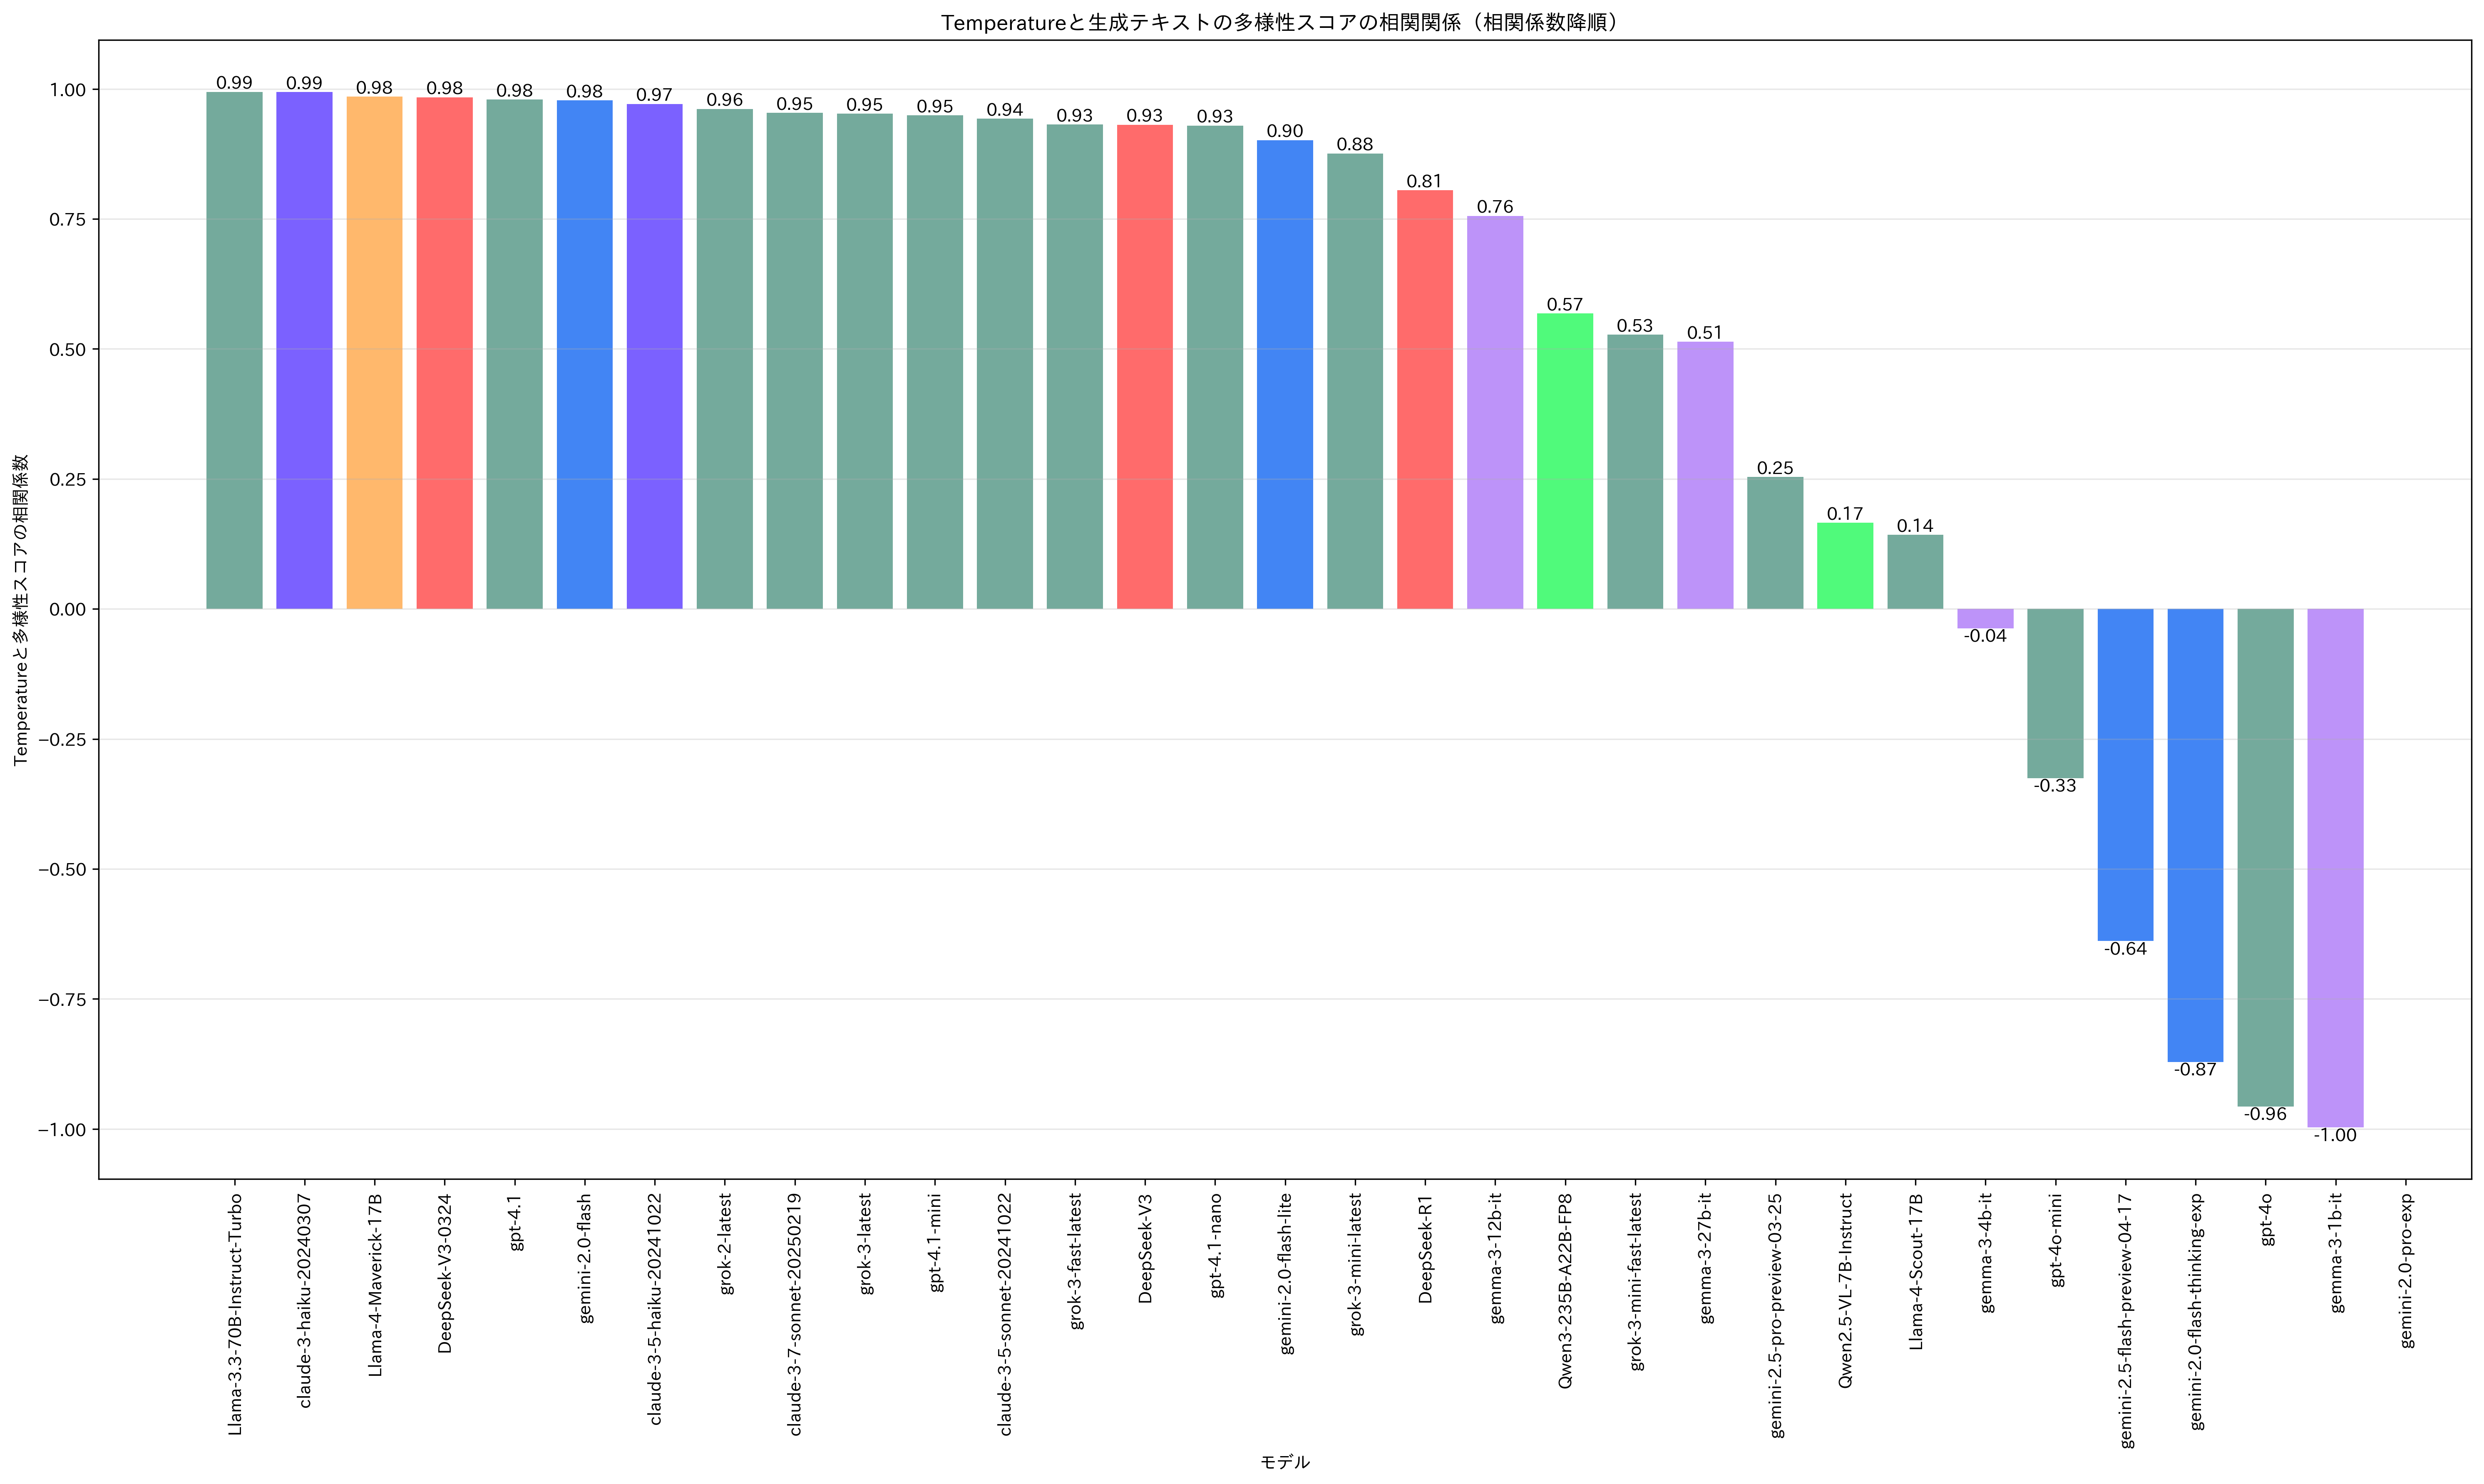 Temperatureと生成テキストの多様性スコアの相関関係（相関係数降順）
Temperatureと多様性スコアの相関係数
1.00
0.75
0.50
0.25
0.00
−0.25
−0.50
−0.75
−1.00
0.99
0.99
0.98
0.98
0.98
0.98
0.97
0.96
0.95
0.95
0.95
0.94
0.93
0.93
0.93
0.90
0.88
0.81
0.76
0.57
0.53
0.51
0.25
0.17
0.14
-0.04
-0.33
-0.64
-0.87
-0.96
-1.00
Llama-3.3-70B-Instruct-Turbo
claude-3-haiku-20240307
Llama-4-Maverick-17B
DeepSeek-V3-0324
gpt-4.1
gemini-2.0-flash
claude-3-5-haiku-20241022
grok-2-latest
claude-3-7-sonnet-20250219
grok-3-latest
gpt-4.1-mini
claude-3-5-sonnet-20241022
grok-3-fast-latest
DeepSeek-V3
gpt-4.1-nano
gemini-2.0-flash-lite
grok-3-mini-latest
DeepSeek-R1
gemma-3-12b-it
Qwen3-235B-A22B-FP8
grok-3-mini-fast-latest
gemma-3-27b-it
gemini-2.5-pro-preview-03-25
Qwen2.5-VL-7B-Instruct
Llama-4-Scout-17B
gemma-3-4b-it
gpt-4o-mini
gemini-2.5-flash-preview-04-17
gemini-2.0-flash-thinking-exp
gpt-4o
gemma-3-1b-it
gemini-2.0-pro-exp
モデル